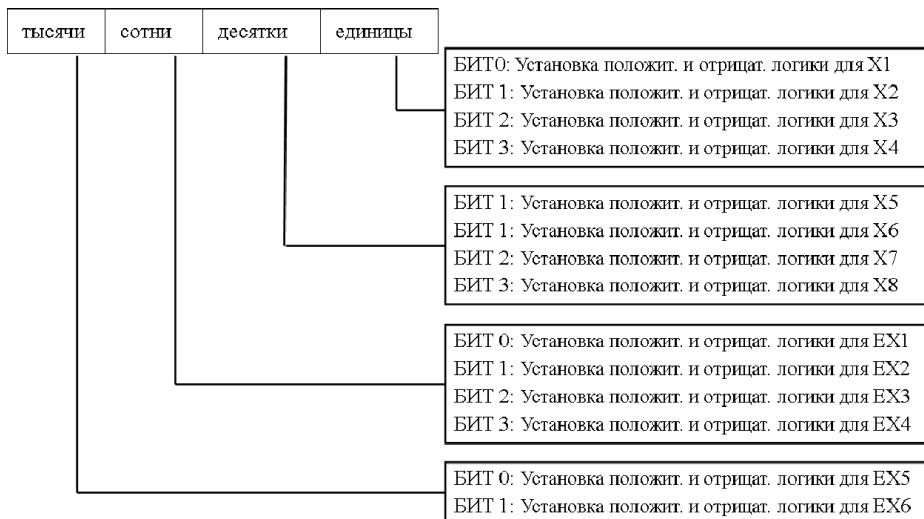 тысячи сотни десятки единицы
БИТ0: Установка положит. и отрицат. логики для X1
БИТ 1: Установка положит. и отрицат. логики для X2
БИТ 2: Установка положит. и отрицат. логики для X3
БИТ 3: Установка положит. и отрицат. логики для X4
БИТ 1: Установка положит. и отрицат. логики для X5
БИТ 1: Установка положит. и отрицат. логики для X6
БИТ 2: Установка положит. и отрицат. логики для X7
БИТ 3: Установка положит. и отрицат. логики для X8
БИТ 0: Установка положит. и отрицат. логики для EX1
БИТ 1: Установка положит. и отрицат. логики для EX2
БИТ 2: Установка положит. и отрицат. логики для EX3
БИТ 3: Установка положит. и отрицат. логики для EX4
БИТ 0: Установка положит. и отрицат. логики для EX5
БИТ 1: Установка положит. и отрицат. логики для EX6